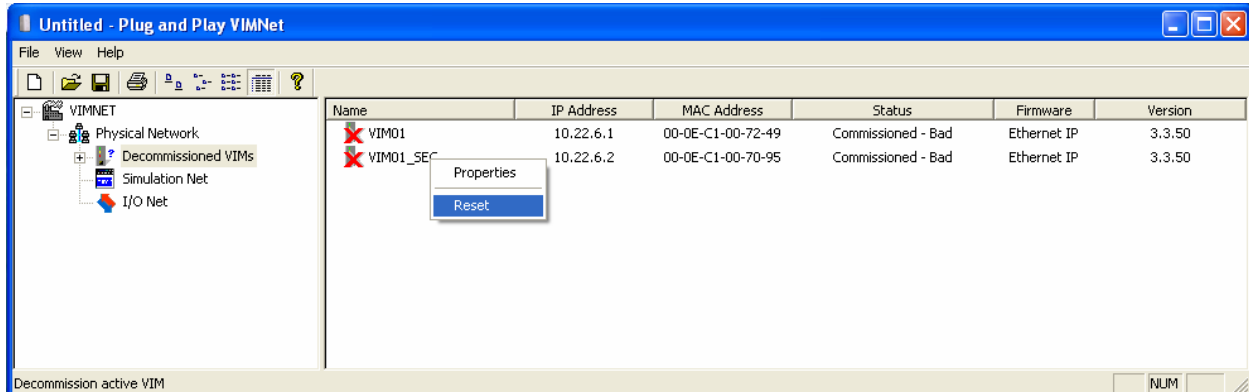 Untitled - Plug and Play VIMNet
File View Help
VIMNET
Physical Network
Decommissioned VIMs
Simulation Net
I/O Net
Name IP Address MAC Address Status Firmware Version
VIM01 10.22.6.1 00-0E-C1-00-72-49 Commissioned - Bad Ethernet IP 3.3.50
VIM01_SEC 10.22.6.2 00-0E-C1-00-70-95 Commissioned - Bad Ethernet IP 3.3.50
Properties
Reset
Decommission active VIM NUM